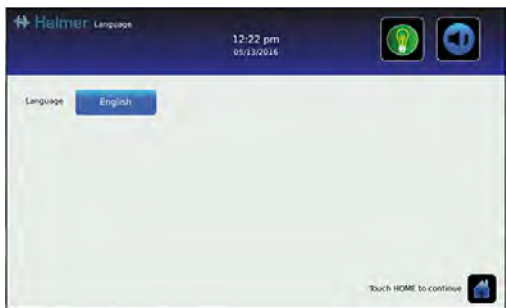 Helmer Language
12:22 pm
05/13/2016
Language English
Touch HOME to continue